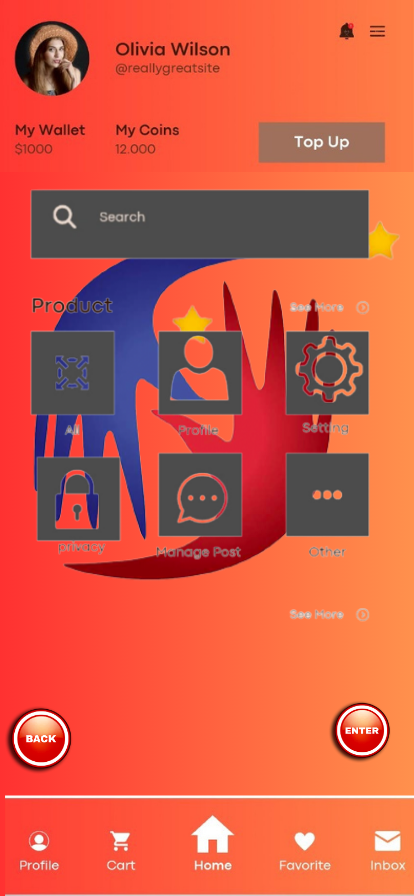 Olivia Wilson
@reallygreatsite
My Wallet
My Coins
$1000
12.000
Top Up
Search
Product
See More
All
Profile
Setting
privacy
Manage Post
Other
See More
BACK
ENTER
Profile
Cart
Home
Favorite
Inbox